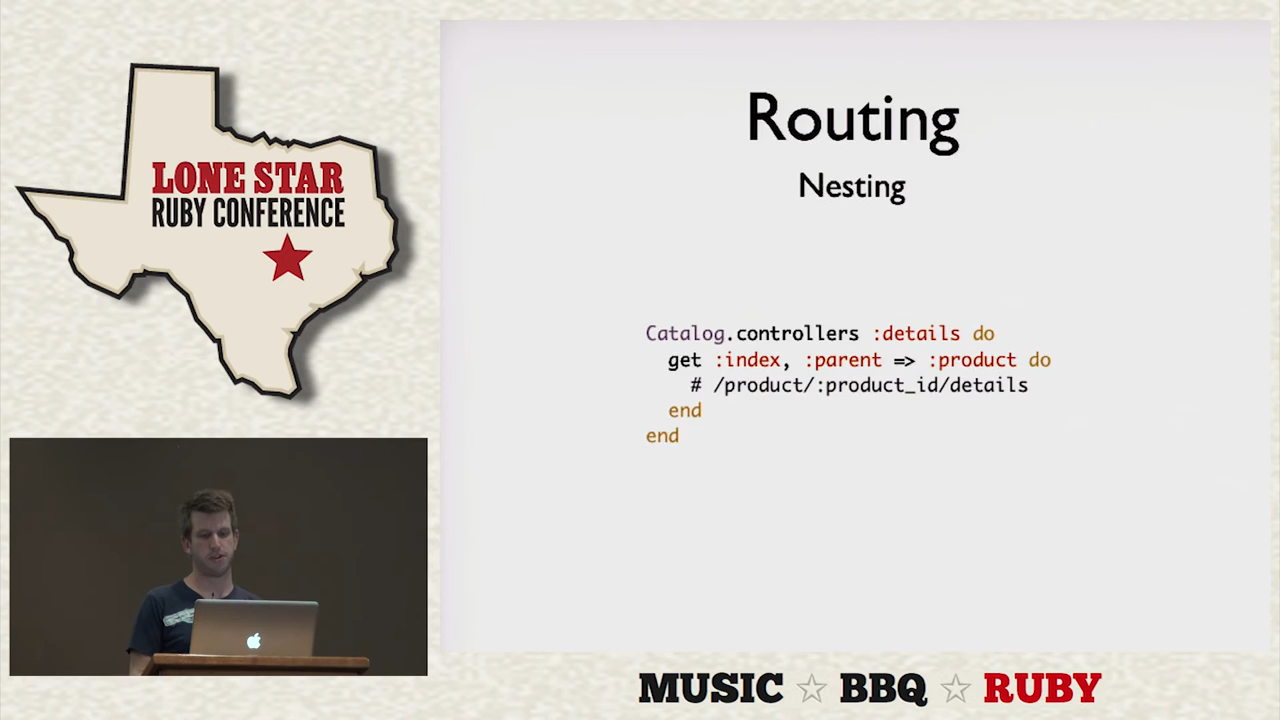 LONE STAR
RUBY CONFERENCE
Routing
Nesting
Catalog.controllers :details do
  get :index, :parent => :product do
    # /product/:product_id/details
  end
end
MUSIC ☆ BBQ ☆ RUBY